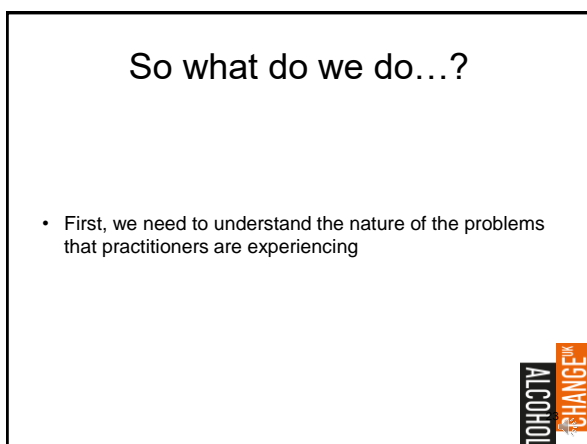 So what do we do…?
• First, we need to understand the nature of the problems
that practitioners are experiencing
ALCOHOL
CHANGE UK